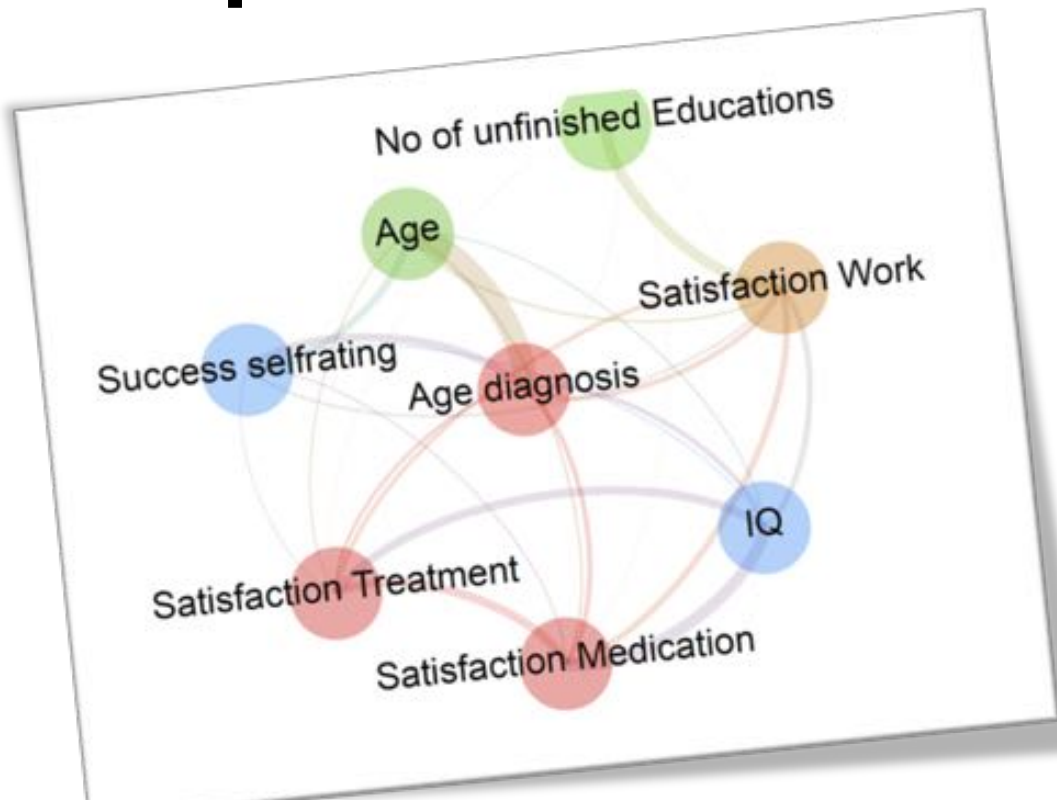 No of unfinished Educations
Age
Satisfaction Work
Success selfrating
Age diagnosis
IQ
Satisfaction Treatment
Satisfaction Medication